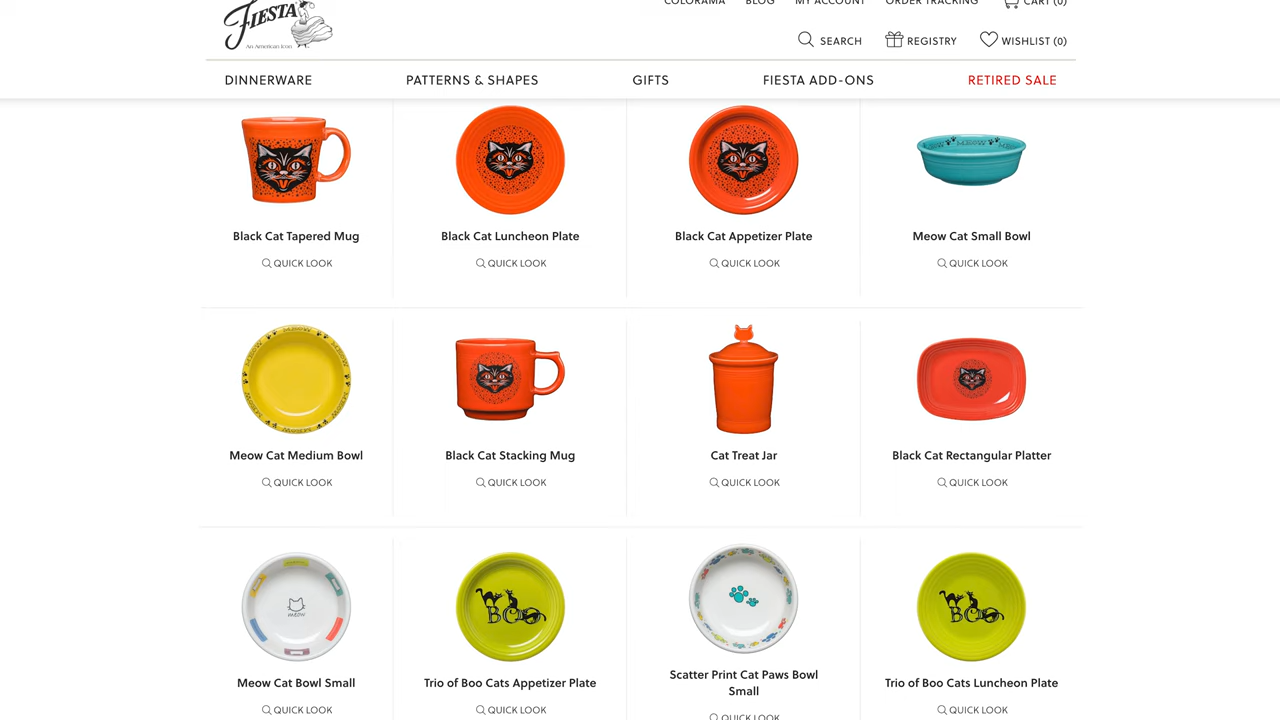 COLORAMA BLOG MY ACCOUNT ORDER TRACKING CART (0)
FIESTA
An American Icon
SEARCH REGISTRY WISHLIST (0)
DINNERWARE PATTERNS & SHAPES GIFTS FIESTA ADD-ONS RETIRED SALE
Black Cat Tapered Mug Black Cat Luncheon Plate Black Cat Appetizer Plate Meow Cat Small Bowl
QUICK LOOK QUICK LOOK QUICK LOOK QUICK LOOK
Meow Cat Medium Bowl Black Cat Stacking Mug Cat Treat Jar Black Cat Rectangular Platter
QUICK LOOK QUICK LOOK QUICK LOOK QUICK LOOK
MEOW
BOO
BOO
Meow Cat Bowl Small Trio of Boo Cats Appetizer Plate Scatter Print Cat Paws Bowl Small Trio of Boo Cats Luncheon Plate
QUICK LOOK QUICK LOOK QUICK LOOK QUICK LOOK